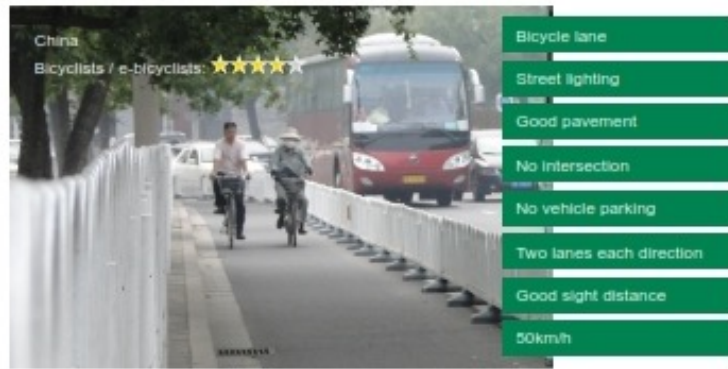 China
Bicyclists / e-bicyclists:
Bicycle lane
Street lighting
Good pavement
No intersection
No vehicle parking
Two lanes each direction
Good sight distance
50km/h